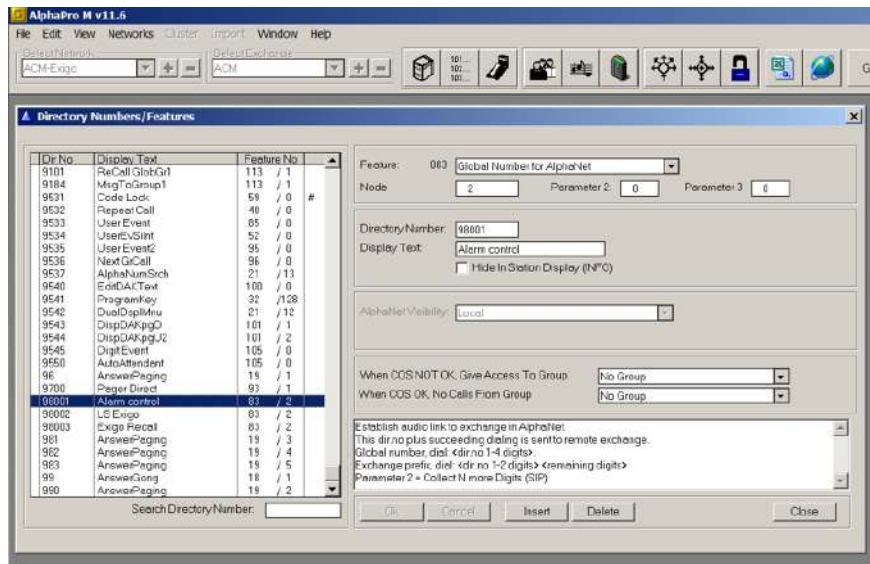 AlphaPro M v11.6
File Edit View Networks Cluster Import Window Help
Select Network Select Exchange
ACM-Exigo ACM
Directory Numbers/Features
Dir No Display Text Feature No
9101 ReCall GlobGr1 113 / 1
9184 MsgToGroup1 113 / 1
9531 Code Lock 59 / 0 #
9532 Repeat Call 40 / 0
9533 User Event 85 / 0
9534 UserEvSInt 52 / 0
9535 User Event2 95 / 0
9536 Next GrCall 96 / 0
9537 AlphaNumSrch 21 / 13
9540 EditDAKText 100 / 0
9541 ProgramKey 32 /128
9542 DualDsplMnu 21 / 12
9543 DispDAKpgD 101 / 1
9544 DispDAKpgU2 101 / 2
9545 Digit Event 105 / 0
9550 AutoAttendent 105 / 0
96 AnswerPaging 19 / 1
9700 Pager Direct 93 / 1
98001 Alarm control 83 / 2
98002 LS Exigo 83 / 2
98003 Exigo Recall 83 / 2
981 AnswerPaging 19 / 3
982 AnswerPaging 19 / 4
983 AnswerPaging 19 / 5
99 AnswerGong 18 / 1
990 AnswerPaging 19 / 2
Search Directory Number:
Feature: 083 Global Number for AlphaNet
Node 2 Parameter 2: 0 Parameter 3 0
Directory Number: 98001
Display Text: Alarm control
Hide In Station Display (INFO)
AlphaNet Visibility: Local
When COS NOT OK, Give Access To Group No Group
When COS OK, No Calls From Group No Group
Establish audio link to exchange in AlphaNet.
This dir.no plus succeeding dialing is sent to remote exchange.
Global number, dial: <dir.no 1-4 digits>.
Exchange prefix, dial: <dir.no 1-2 digits> <remaining digits>
Parameter 2 = Collect N more Digits (SIP)
Ok Cancel Insert Delete Close